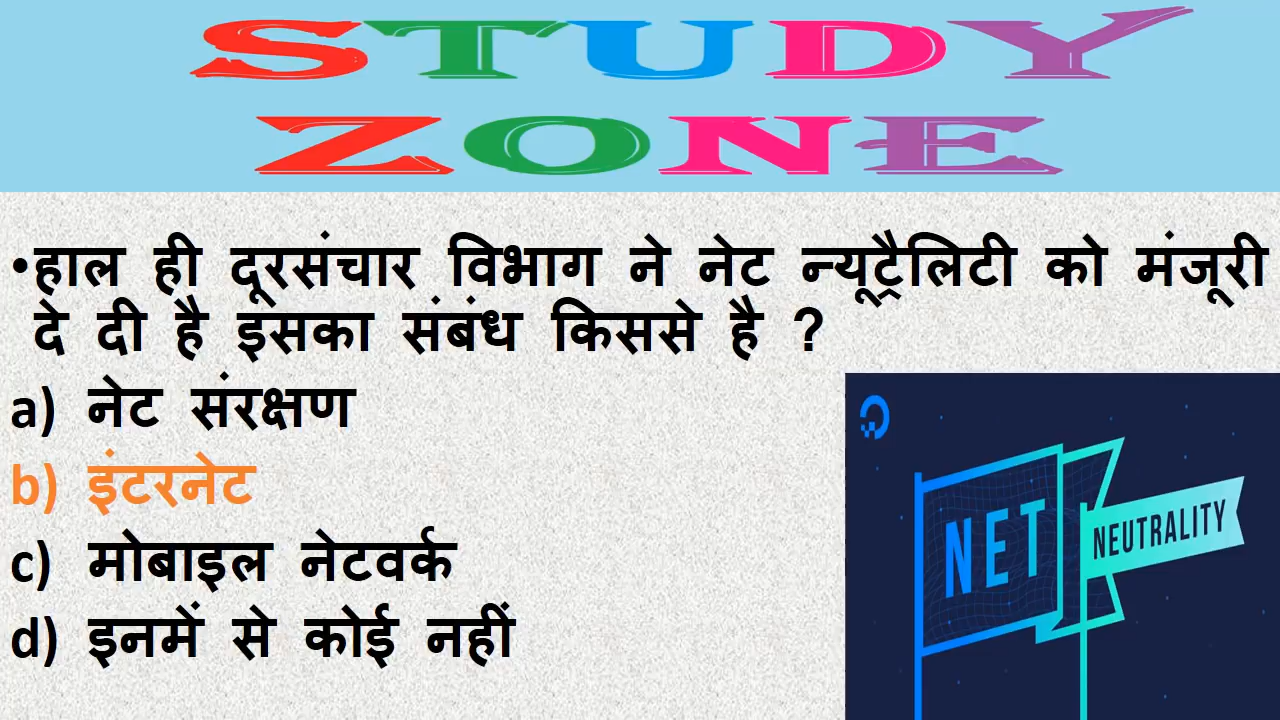 STUDY
ZONE
•हाल ही दूरसंचार विभाग ने नेट न्यूट्रैलिटी को मंजूरी
दे दी है इसका संबंध किससे है ?
a) नेट संरक्षण
b) इंटरनेट
c) मोबाइल नेटवर्क
d) इनमें से कोई नहीं
NET
NEUTRALITY